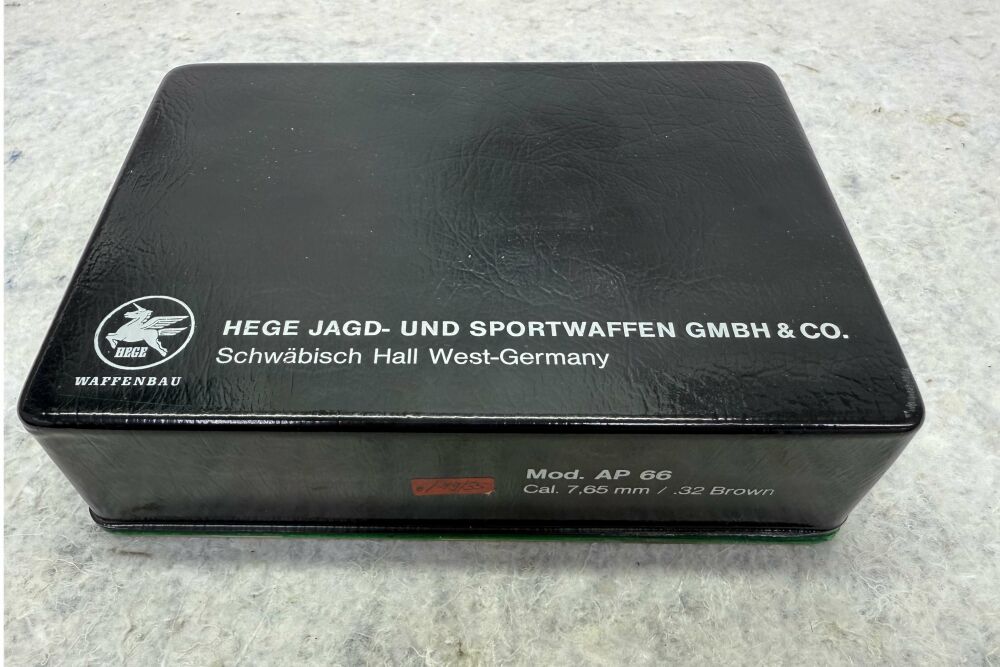 HEGE
WAFFENBAU
HEGE JAGD- UND SPORTWAFFEN GMBH & CO.
Schwäbisch Hall West-Germany
Mod. AP 66
Cal. 7,65 mm / .32 Brown